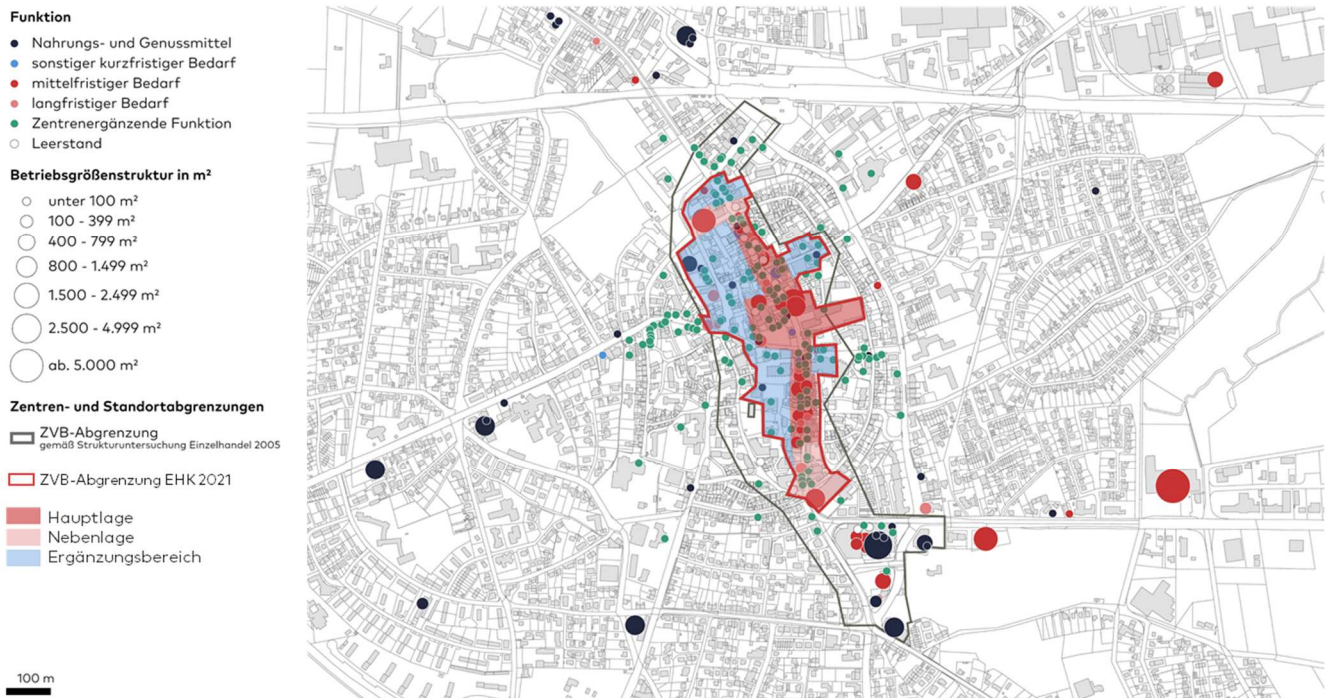 Funktion
Nahrungs- und Genussmittel
sonstiger kurzfristiger Bedarf
mittelfristiger Bedarf
langfristiger Bedarf
Zentrenergänzende Funktion
Leerstand
Betriebsgrößenstruktur in m²
unter 100 m²
100 - 399 m²
400 - 799 m²
800 - 1.499 m²
1.500 - 2.499 m²
2.500 - 4.999 m²
ab. 5.000 m²
Zentren- und Standortabgrenzungen
ZVB-Abgrenzung
gemäß Strukturuntersuchung Einzelhandel 2005
ZVB-Abgrenzung EHK 2021
Hauptlage
Nebenlage
Ergänzungsbereich
100 m